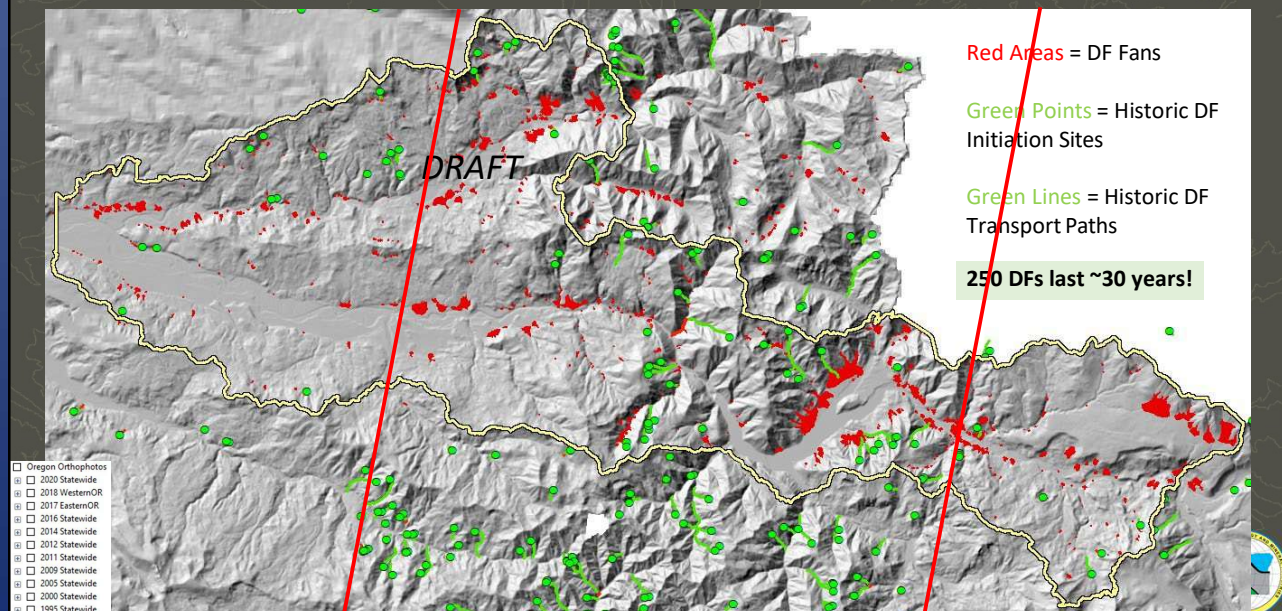 Red Areas = DF Fans
Green Points = Historic DF
Initiation Sites
DRAFT
Green Lines = Historic DF
Transport Paths
250 DFs last ~30 years!
Oregon Orthophotos
2020 Statewide
2018 WesternOR
2017 EasternOR
2016 Statewide
2014 Statewide
2012 Statewide
2011 Statewide
2009 Statewide
2005 Statewide
2000 Statewide
1995 Statewide